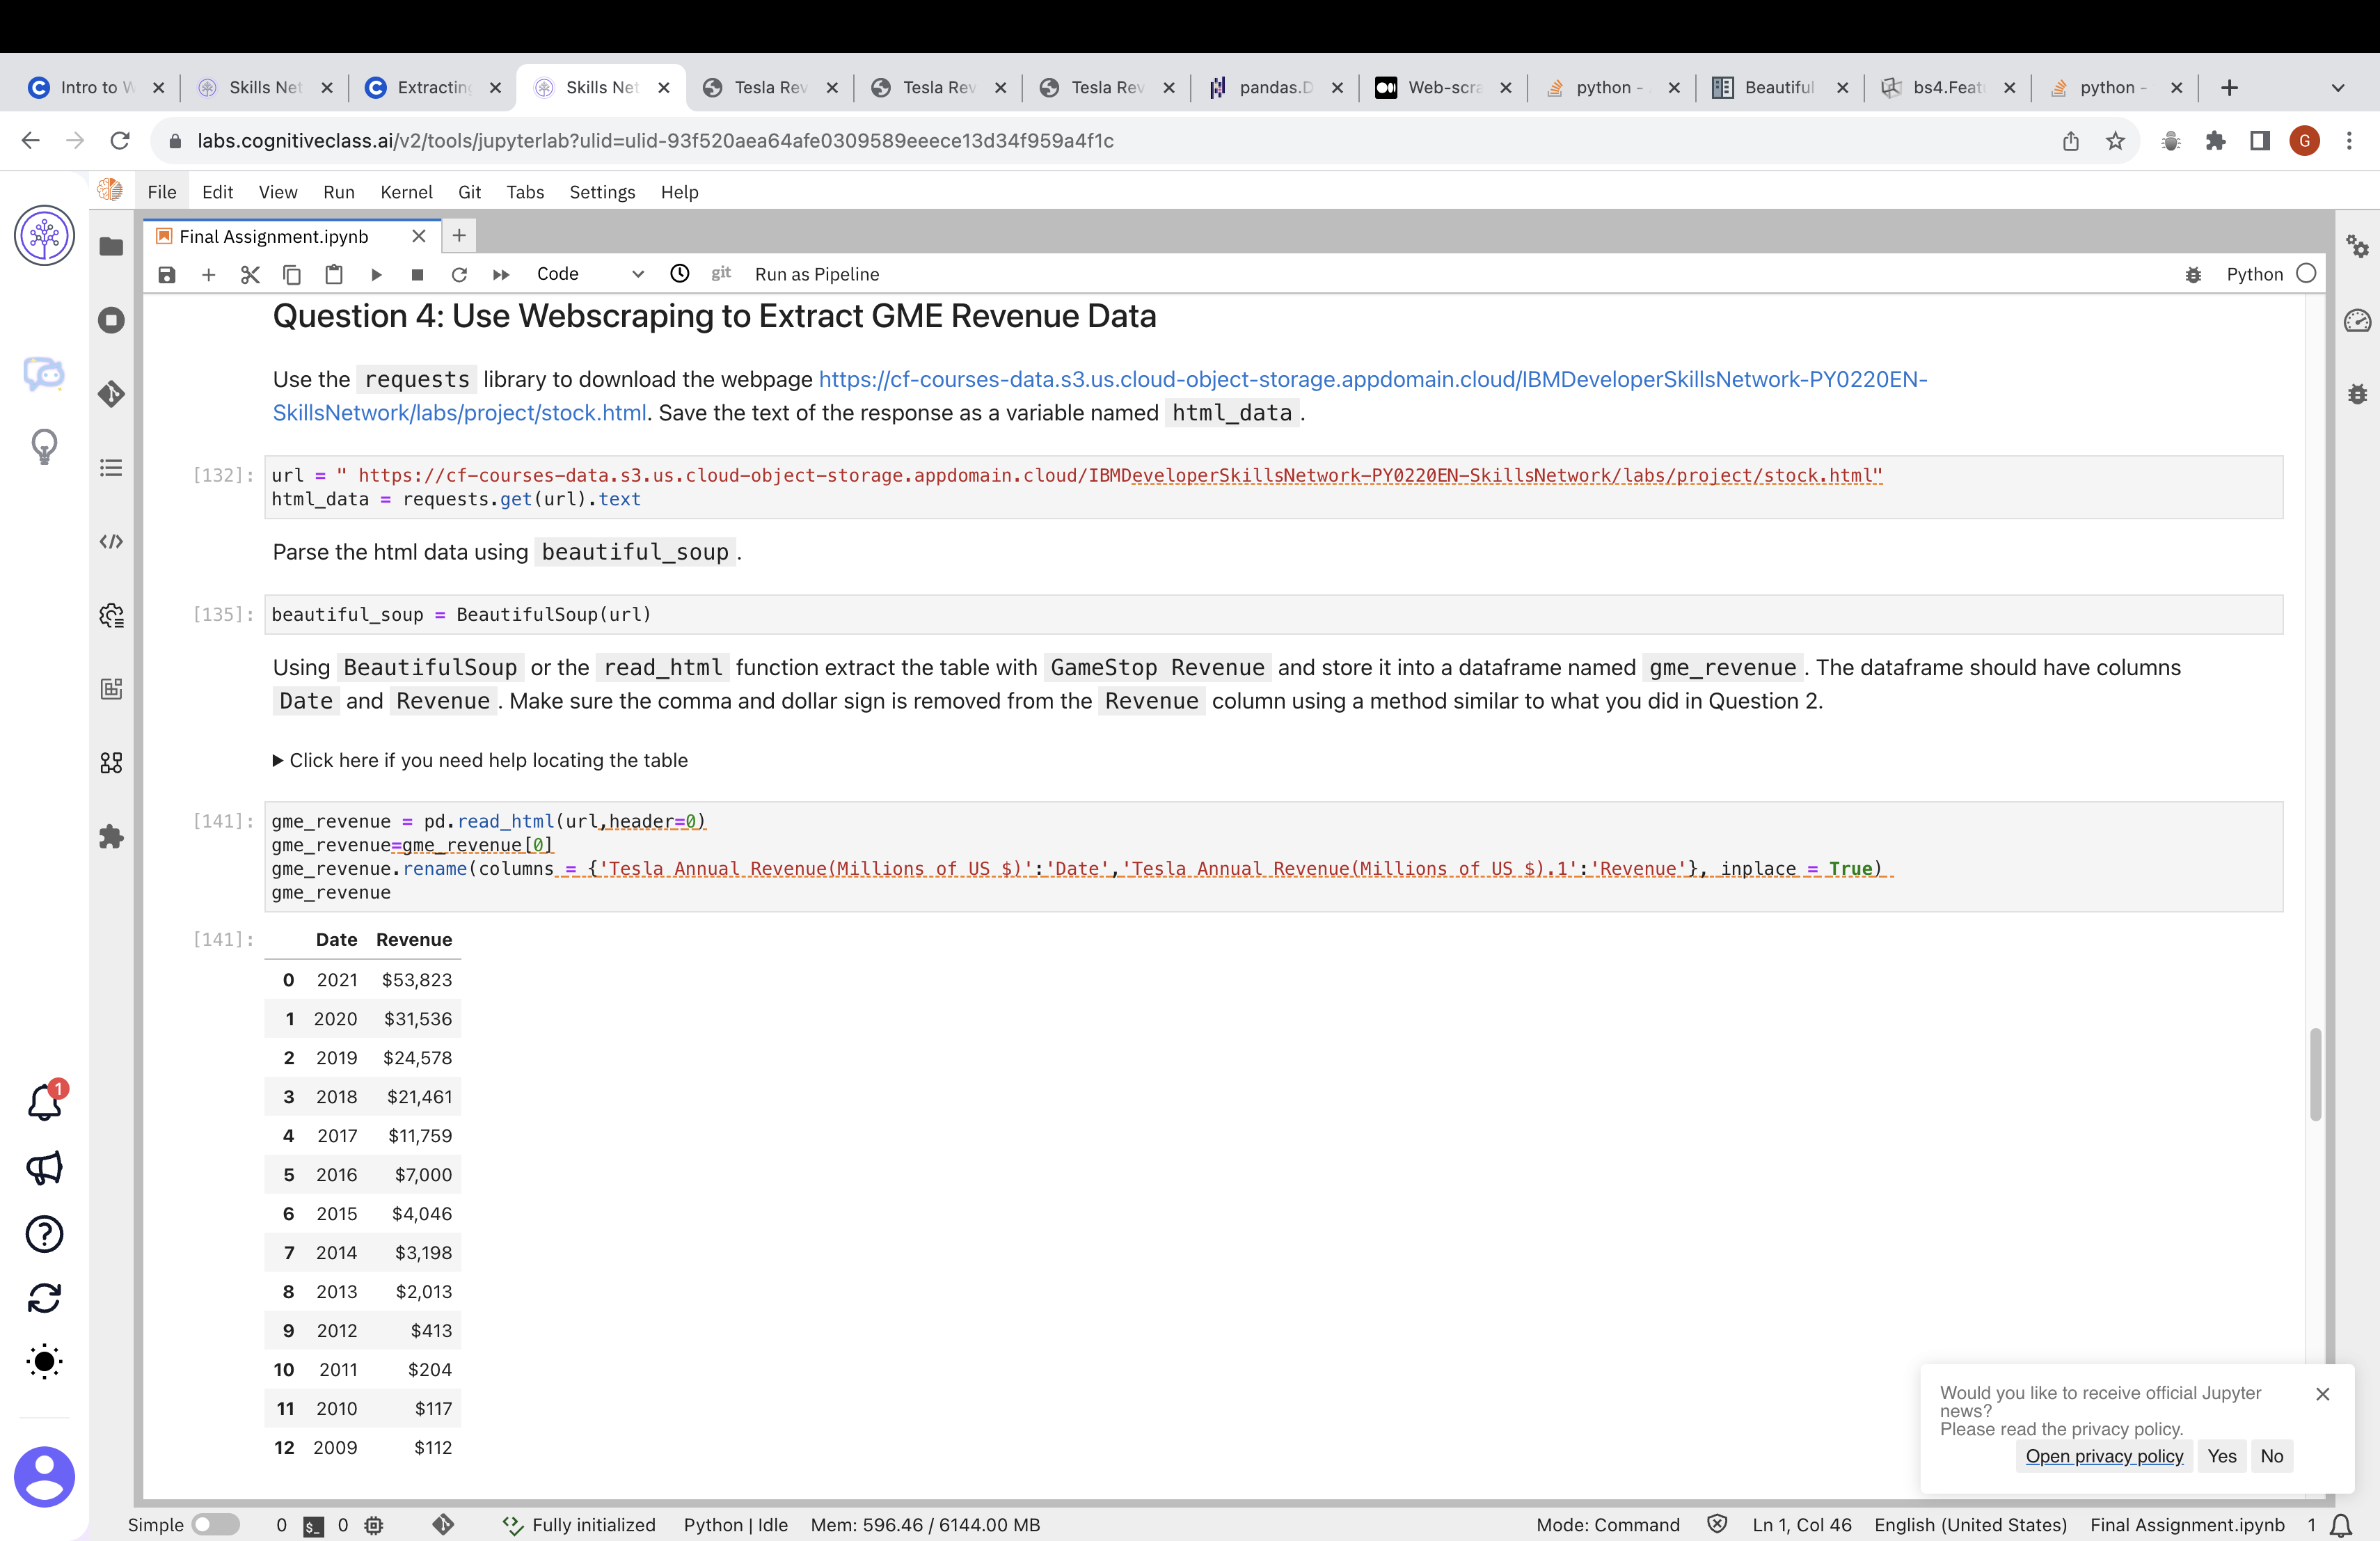 Intro to W
Skills Net
Extracting
Skills Net
Tesla Rev
Tesla Rev
Tesla Rev
pandas.D
Web-scra
python -
Beautiful
bs4.Feat
python -
labs.cognitiveclass.ai/v2/tools/jupyterlab?ulid=ulid-93f520aea64afe0309589eeece13d34f959a4f1c
G
File Edit View Run Kernel Git Tabs Settings Help
Final Assignment.ipynb
Code
git Run as Pipeline
Python
Question 4: Use Webscraping to Extract GME Revenue Data
Use the requests library to download the webpage https://cf-courses-data.s3.us.cloud-object-storage.appdomain.cloud/IBMDeveloperSkillsNetwork-PY0220EN-
SkillsNetwork/labs/project/stock.html. Save the text of the response as a variable named html_data .
[132]: url = " https://cf-courses-data.s3.us.cloud-object-storage.appdomain.cloud/IBMDeveloperSkillsNetwork-PY0220EN-SkillsNetwork/labs/project/stock.html"
html_data = requests.get(url).text
Parse the html data using beautiful_soup .
[135]: beautiful_soup = BeautifulSoup(url)
Using BeautifulSoup or the read_html function extract the table with GameStop Revenue and store it into a dataframe named gme_revenue . The dataframe should have columns
Date and Revenue . Make sure the comma and dollar sign is removed from the Revenue column using a method similar to what you did in Question 2.
Click here if you need help locating the table
[141]: gme_revenue = pd.read_html(url,header=0)
gme_revenue=gme_revenue[0]
gme_revenue.rename(columns = {'Tesla Annual Revenue(Millions of US $)':'Date','Tesla Annual Revenue(Millions of US $).1':'Revenue'}, inplace = True)
gme_revenue
[141]: Date Revenue
0 2021 $53,823
1 2020 $31,536
2 2019 $24,578
3 2018 $21,461
4 2017 $11,759
5 2016 $7,000
6 2015 $4,046
7 2014 $3,198
8 2013 $2,013
9 2012 $413
10 2011 $204
11 2010 $117
12 2009 $112
1
Would you like to receive official Jupyter
news?
Please read the privacy policy.
Open privacy policy Yes No
Simple 0 $_ 0 Fully initialized Python | Idle Mem: 596.46 / 6144.00 MB Mode: Command Ln 1, Col 46 English (United States) Final Assignment.ipynb 1